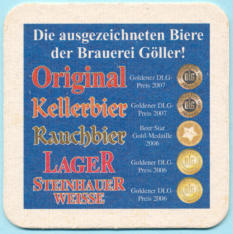 Die ausgezeichneten Biere
der Brauerei Göller!
Original
Goldener DLG-
Preis 2007
Kellerbier
Goldener DLG-
Preis 2007
Rauchbier
Beer Star
Gold-Medaille
2006
LAGER
Goldener DLG-
Preis 2006
STEINHAUER
WEISSE
Goldener DLG-
Preis 2006